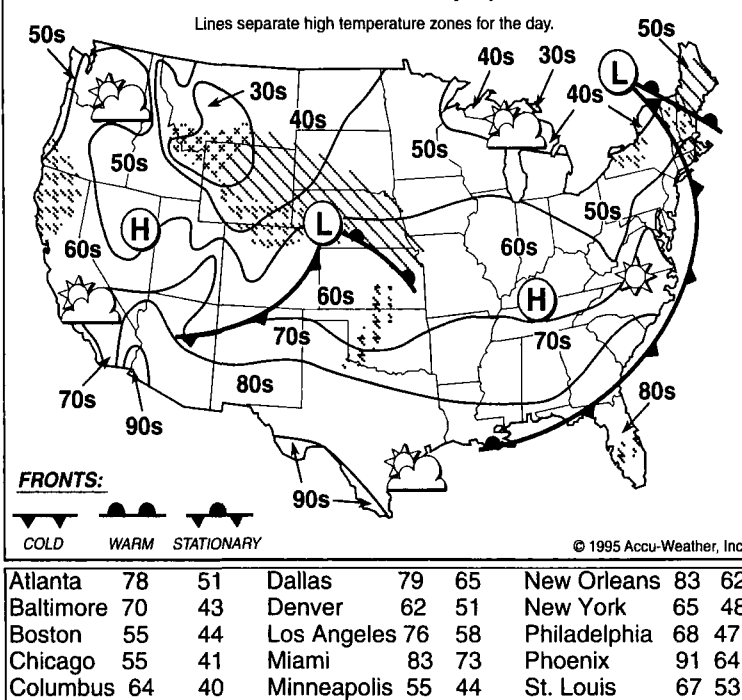 Lines separate high temperature zones for the day.
50s
50s
40s
30s
L
30s
40s
40s
50s
50s
H
L
50s
60s
60s
60s
H
70s
70s
80s
70s
90s
80s
90s
FRONTS:
COLD WARM STATIONARY
© 1995 Accu-Weather, Inc
Atlanta 78 51 Dallas 79 65 New Orleans 83 62
Baltimore 70 43 Denver 62 51 New York 65 48
Boston 55 44 Los Angeles 76 58 Philadelphia 68 47
Chicago 55 41 Miami 83 73 Phoenix 91 64
Columbus 64 40 Minneapolis 55 44 St. Louis 67 53